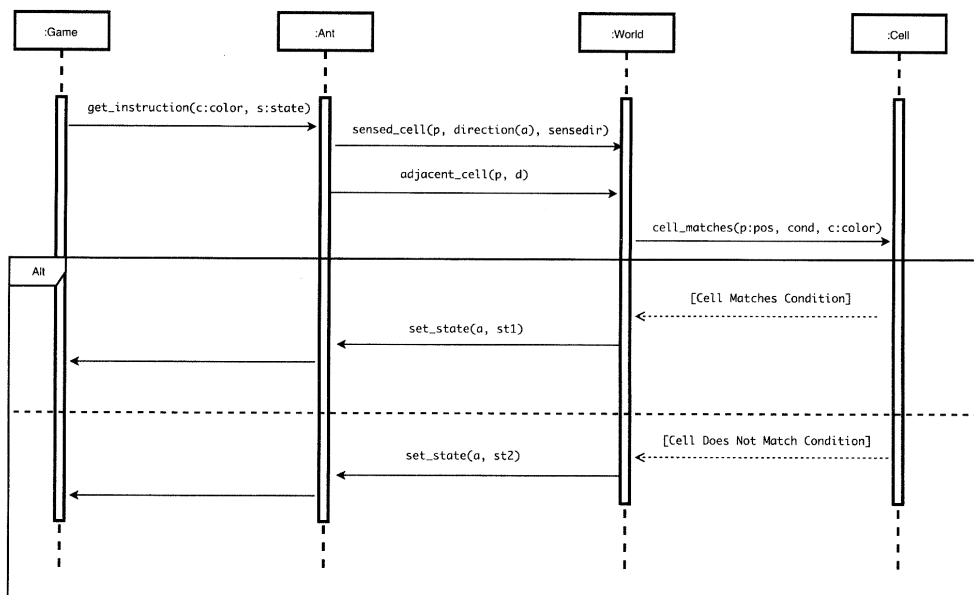 :Game
:Ant
:World
:Cell
get_instruction(c:color, s:state)
sensed_cell(p, direction(a), sensedir)
adjacent_cell(p, d)
cell_matches(p:pos, cond, c:color)
Alt
[Cell Matches Condition]
set_state(a, st1)
[Cell Does Not Match Condition]
set_state(a, st2)